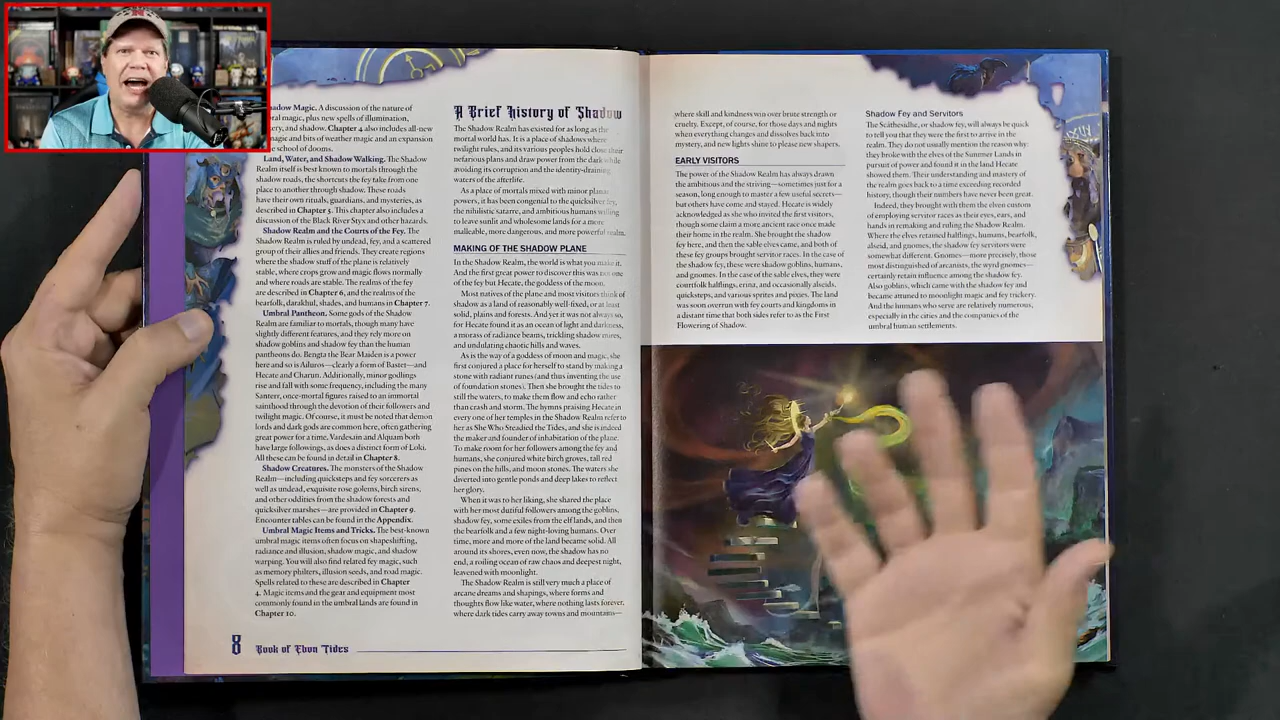 adow Magic. A discussion of the nature of
ral magic, plus new spells of illumination,
ery, and shadow. Chapter 4 also includes all-new
magic and bits of weather magic and an expansion
e school of dooms.
Land, Water, and Shadow Walking. The Shadow
Realm itself is best known to mortals through the
shadow roads, the shortcuts the fey take from one
place to another through shadow. These roads
have their own rituals, guardians, and mysteries, as
described in Chapter 5. This chapter also includes a
discussion of the Black River Styx and other hazards.
Shadow Realm and the Courts of the Fey. The
Shadow Realm is ruled by undead, fey, and a scattered
group of their allies and friends. They create regions
where the shadow stuff of the plane is relatively
stable, where crops grow and magic flows normally
and where roads are stable. The realms of the fey
are described in Chapter 6, and the realms of the
bearfolk, darakhul, shades, and humans in Chapter 7.
Umbral Pantheon. Some gods of the Shadow
Realm are familiar to mortals, though many have
slightly different features, and they rely more on
shadow goblins and shadow fey than the human
pantheons do. Bengta the Bear Maiden is a power
here and so is Ailuros—clearly a form of Bastet—and
Hecate and Charun. Additionally, minor godlings
rise and fall with some frequency, including the many
Santerr, once-mortal figures raised to an immortal
sainthood through the devotion of their followers and
twilight magic. Of course, it must be noted that demon
lords and dark gods are common here, often gathering
great power for a time. Vardesain and Alquam both
have large followings, as does a distinct form of Loki.
All these can be found in detail in Chapter 8.
Shadow Creatures. The monsters of the Shadow
Realm—including quicksteps and fey sorcerers as
well as undead, exquisite rose golems, birch sirens,
and other oddities from the shadow forests and
quicksilver marshes—are provided in Chapter 9.
Encounter tables can be found in the Appendix.
Umbral Magic Items and Tricks. The best-known
umbral magic items often focus on shapeshifting,
radiance and illusion, shadow magic, and shadow
warping. You will also find related fey magic, such
as memory philters, illusion seeds, and road magic.
Spells related to these are described in Chapter
4. Magic items and the gear and equipment most
commonly found in the umbral lands are found in
Chapter 10.
8 Book of Ebon Tides
A Brief History of Shadow
The Shadow Realm has existed for as long as the
mortal world has. It is a place of shadows where
twilight rules, and its various peoples hold close their
nefarious plans and draw power from the dark while
avoiding its corruption and the identity-draining
waters of the afterlife.
As a place of mortals mixed with minor planar
powers, it has been congenial to the quicksilver fey,
the nihilistic satarre, and ambitious humans willing
to leave sunlit and wholesome lands for a more
malleable, more dangerous, and more powerful realm.
MAKING OF THE SHADOW PLANE
In the Shadow Realm, the world is what you make it.
And the first great power to discover this was not one
of the fey but Hecate, the goddess of the moon.
Most natives of the plane and most visitors think of
shadow as a land of reasonably well-fixed, or at least
solid, plains and forests. And yet it was not always so,
for Hecate found it as an ocean of light and darkness,
a morass of radiance beams, trickling shadow mires,
and undulating chaotic hills and waves.
As is the way of a goddess of moon and magic, she
first conjured a place for herself to stand by making a
stone with radiant runes (and thus inventing the use
of foundation stones). Then she brought the tides to
still the waters, to make them flow and echo rather
than crash and storm. The hymns praising Hecate in
every one of her temples in the Shadow Realm refer to
her as She Who Steadied the Tides, and she is indeed
the maker and founder of inhabitation of the plane.
To make room for her followers among the fey and
humans, she conjured white birch groves, tall red
pines on the hills, and moon stones. The waters she
diverted into gentle ponds and deep lakes to reflect
her glory.
When it was to her liking, she shared the place
with her most dutiful followers among the goblins,
shadow fey, some exiles from the elf lands, and then
the bearfolk and a few night-loving humans. Over
time, more and more of the land became solid. All
around its shores, even now, the shadow has no
end, a roiling ocean of raw chaos and deepest night,
leavened with moonlight.
The Shadow Realm is still very much a place of
arcane dreams and shapings, where forms and
thoughts flow like water, where nothing lasts forever,
where dark tides carry away towns and mountains—
where skill and kindness win over brute strength or
cruelty. Except, of course, for those days and nights
when everything changes and dissolves back into
mystery, and new lights shine to please new shapers.
EARLY VISITORS
The power of the Shadow Realm has always drawn
the ambitious and the striving—sometimes just for a
season, long enough to master a few useful secrets—
but others have come and stayed. Hecate is widely
acknowledged as she who invited the first visitors,
though some claim a more ancient race once made
their home in the realm. She brought the shadow
fey here, and then the sable elves came, and both of
these fey groups brought servitor races. In the case of
the shadow fey, these were shadow goblins, humans,
and gnomes. In the case of the sable elves, they were
courtfolk halflings, erina, and occasionally alseids,
quicksteps, and various sprites and pixies. The land
was soon overrun with fey courts and kingdoms in
a distant time that both sides refer to as the First
Flowering of Shadow.
Shadow Fey and Servitors
The Scáthesidhe, or shadow fey, will always be quick
to tell you that they were the first to arrive in the
realm. They do not usually mention the reason why:
they broke with the elves of the Summer Lands in
pursuit of power and found it in the land Hecate
showed them. Their understanding and mastery of
the realm goes back to a time exceeding recorded
history, though their numbers have never been great.
Indeed, they brought with them the elven custom
of employing servitor races as their eyes, ears, and
hands in remaking and ruling the Shadow Realm.
Where the elves retained halflings, humans, bearfolk,
alseid, and gnomes, the shadow fey servitors were
somewhat different. Gnomes—more precisely, those
most distinguished of arcanists, the wyrd gnomes—
certainly retain influence among the shadow fey.
Also goblins, which came with the shadow fey and
became attuned to moonlight magic and fey trickery.
And the humans who serve are relatively numerous,
especially in the cities and the companies of the
umbral human settlements.